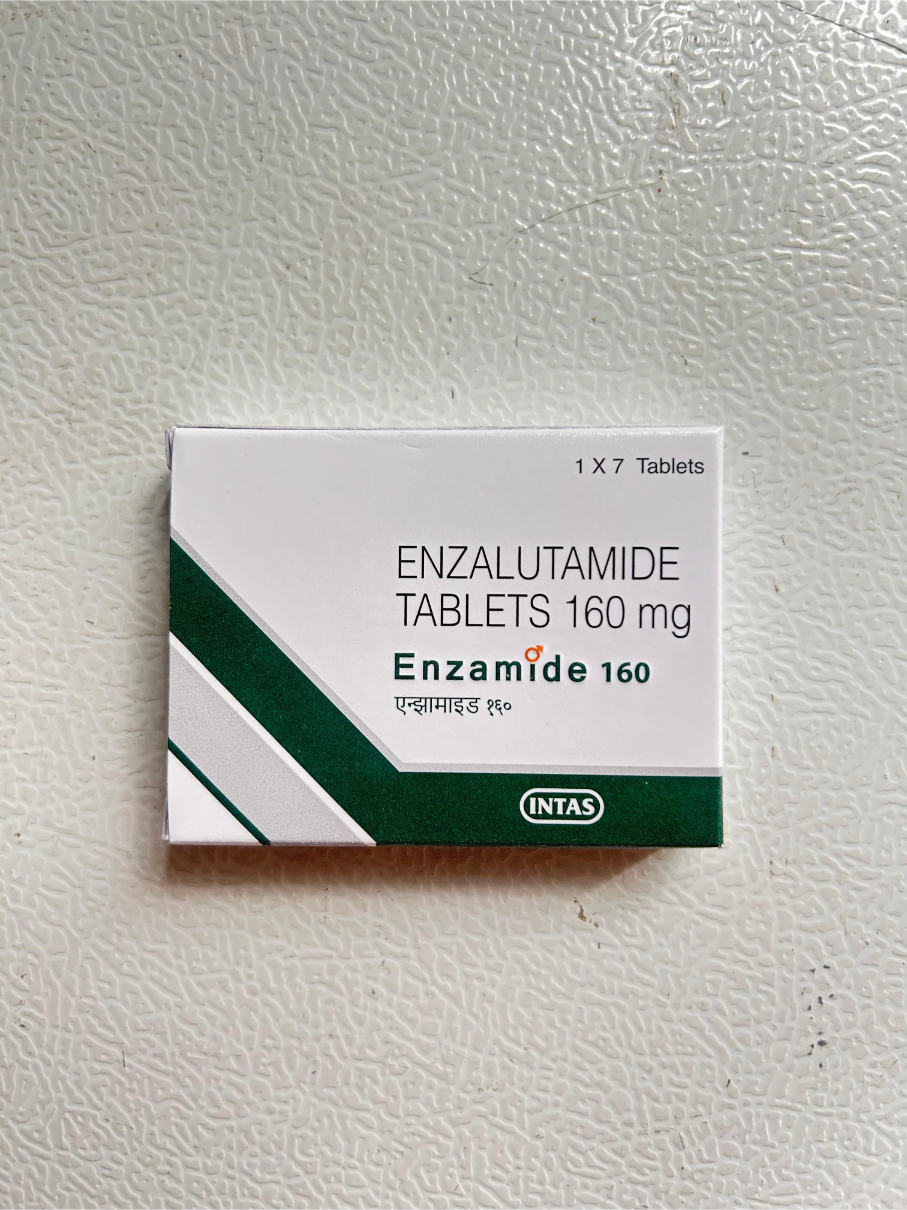 1 X 7 Tablets
ENZALUTAMIDE
TABLETS 160 mg
Enzamide 160
एन्झामाइड १६०
INTAS